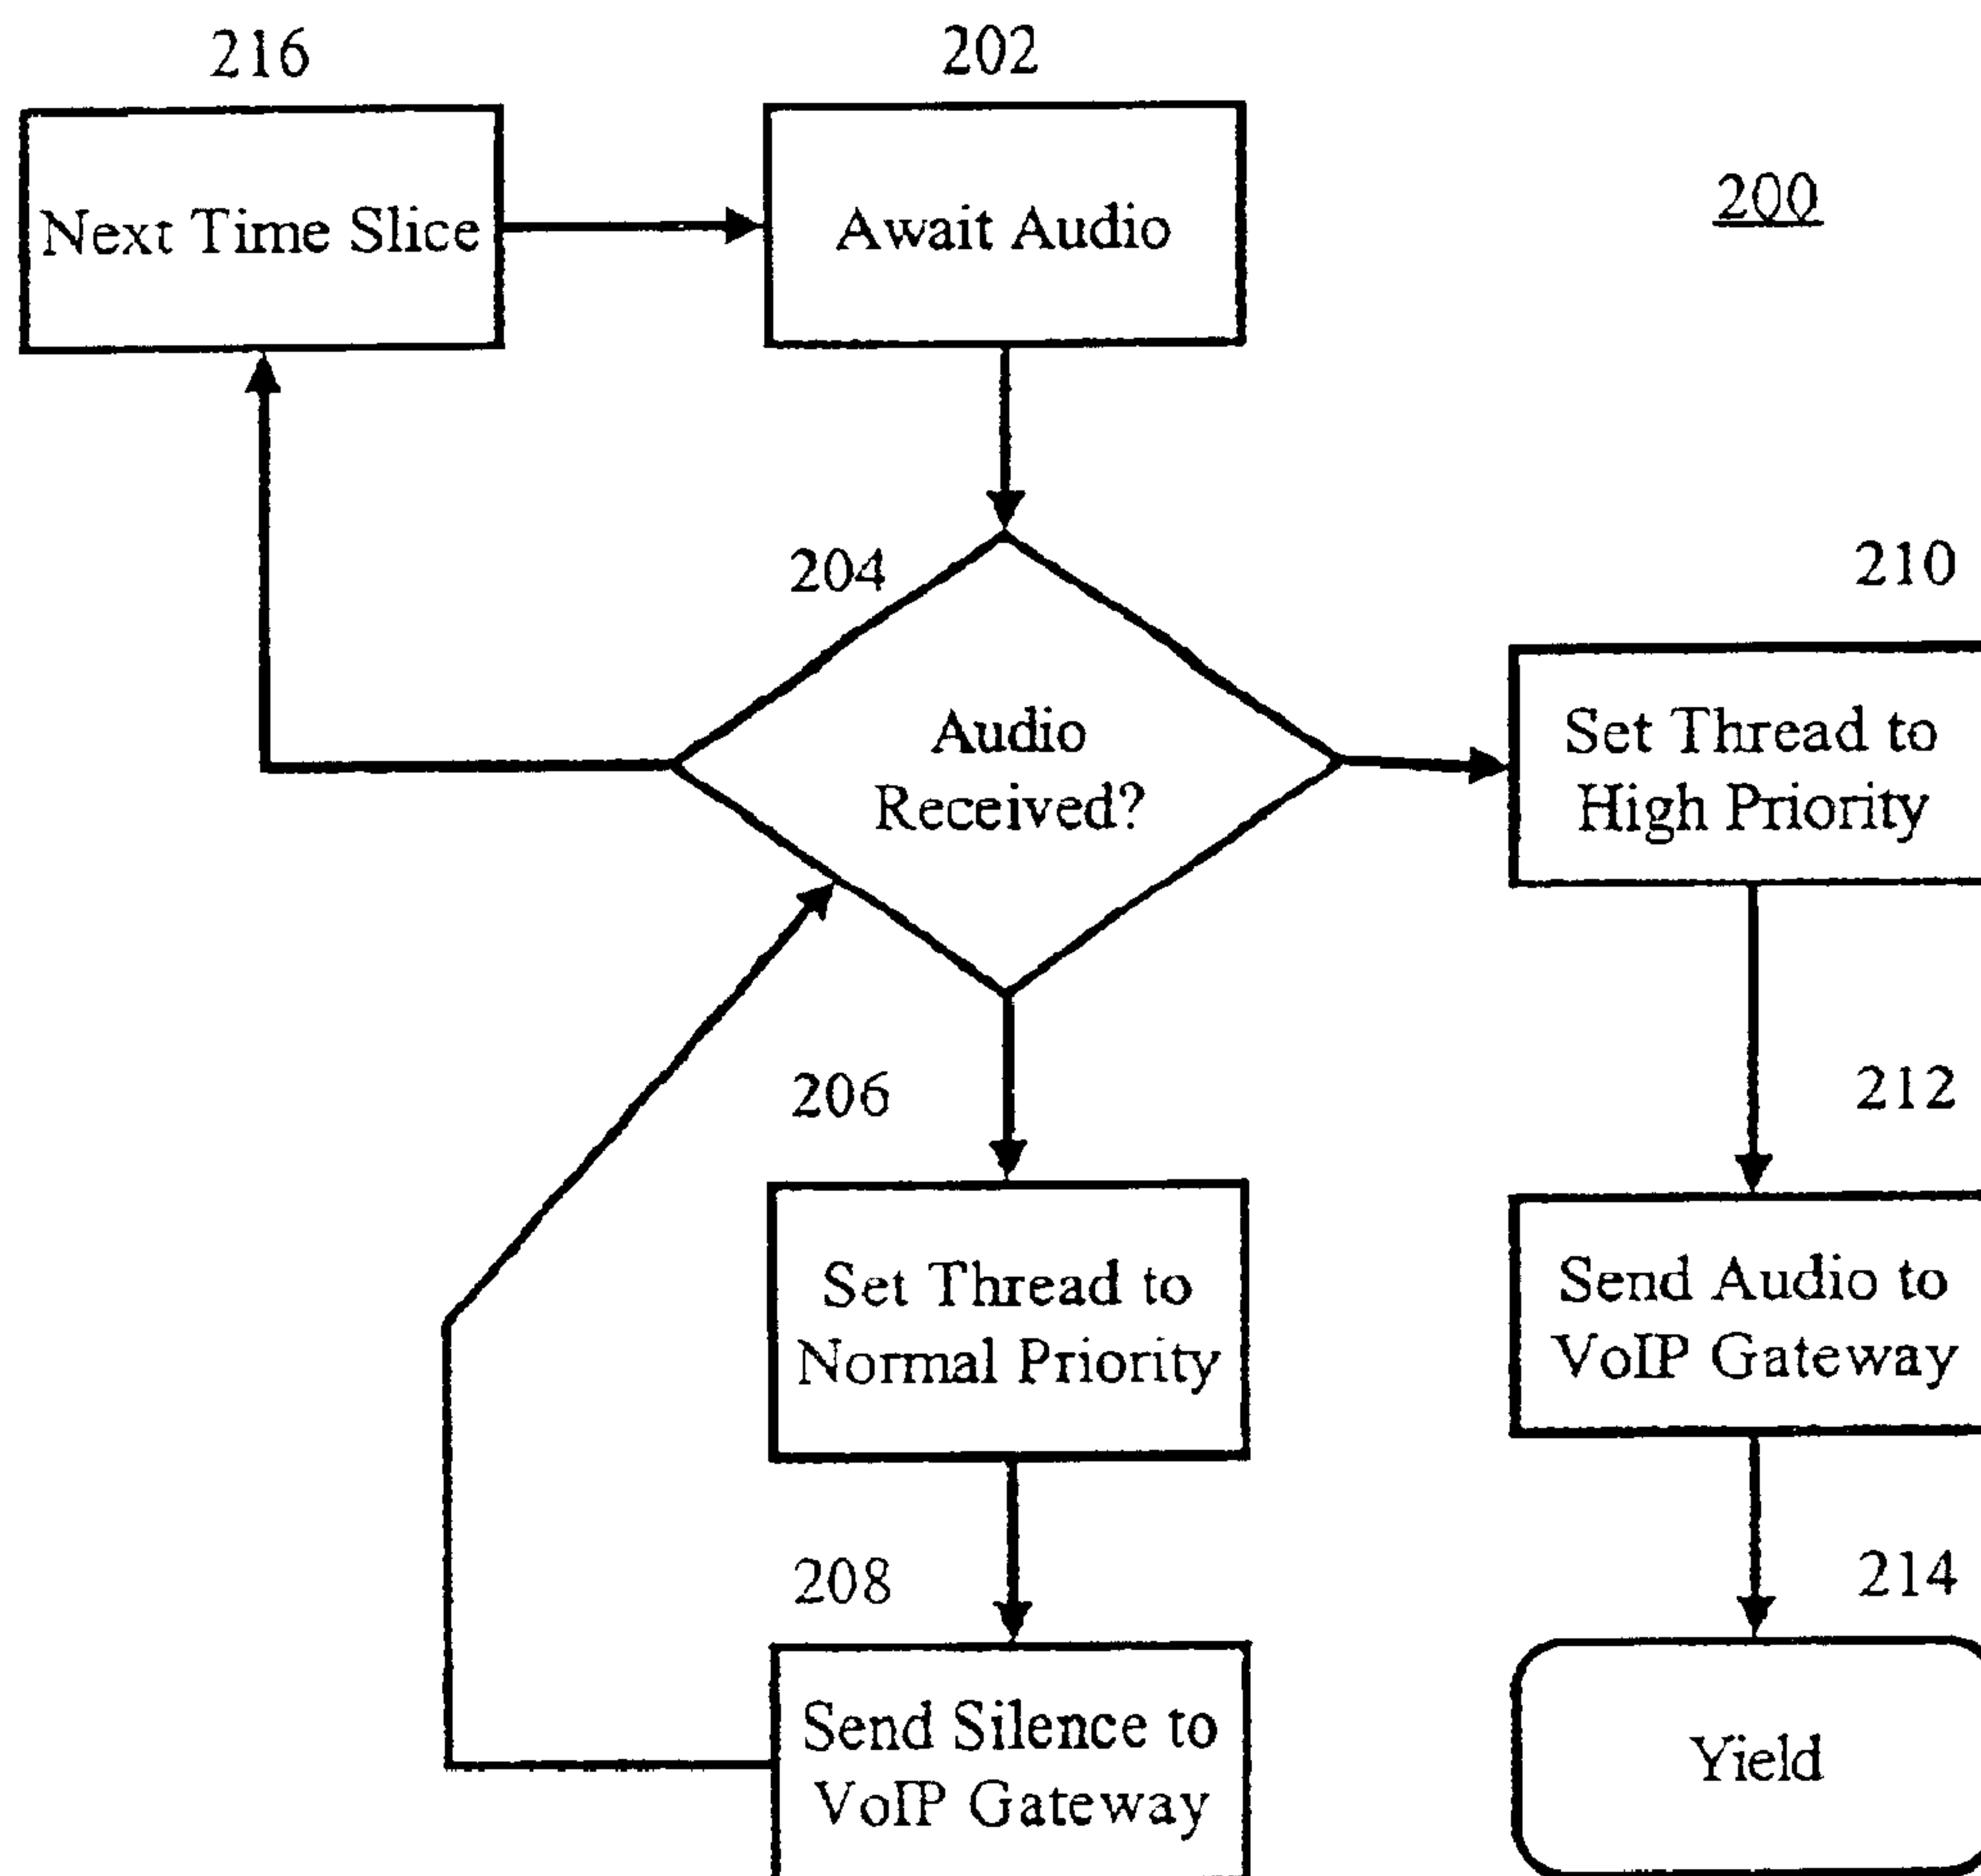 216
202
Next Time Slice
Await Audio
200
204
210
Audio
Received?
Set Thread to
High Priority
206
212
Set Thread to
Normal Priority
Send Audio to
VoIP Gateway
208
214
Send Silence to
VoIP Gateway
Yield